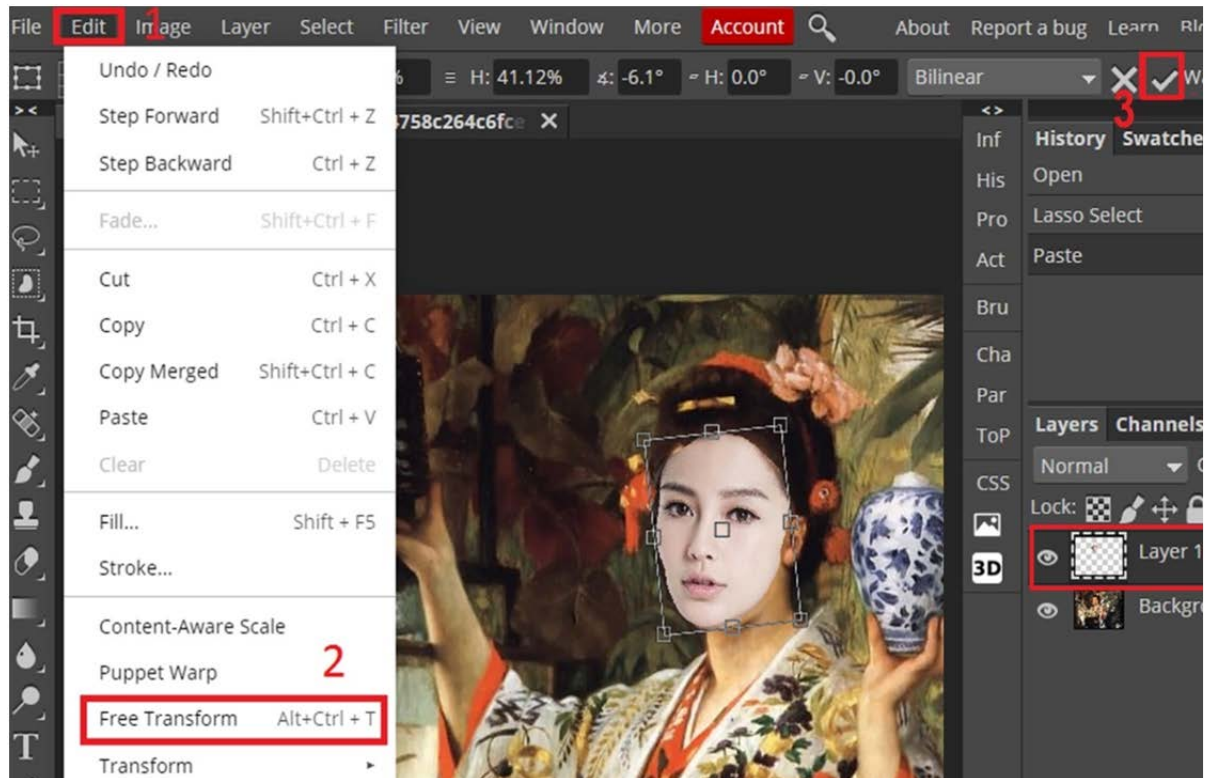 File Edit Image Layer Select Filter View Window More Account About Report a bug Learn
1
H: 41.12% -6.1° H: 0.0° V: -0.0° Bilinear
3
4758c264c6fce
Undo / Redo
Step Forward Shift+Ctrl + Z
Step Backward Ctrl + Z
Fade... Shift+Ctrl + F
Cut Ctrl + X
Copy Ctrl + C
Copy Merged Shift+Ctrl + C
Paste Ctrl + V
Clear Delete
Fill... Shift + F5
Stroke...
Content-Aware Scale
Puppet Warp
2
Free Transform Alt+Ctrl + T
Transform
T
Inf
His
Pro
Act
Bru
Cha
Par
ToP
CSS
3D
History Swatche
Open
Lasso Select
Paste
Layers Channels
Normal
Lock:
Layer 1
Backgr